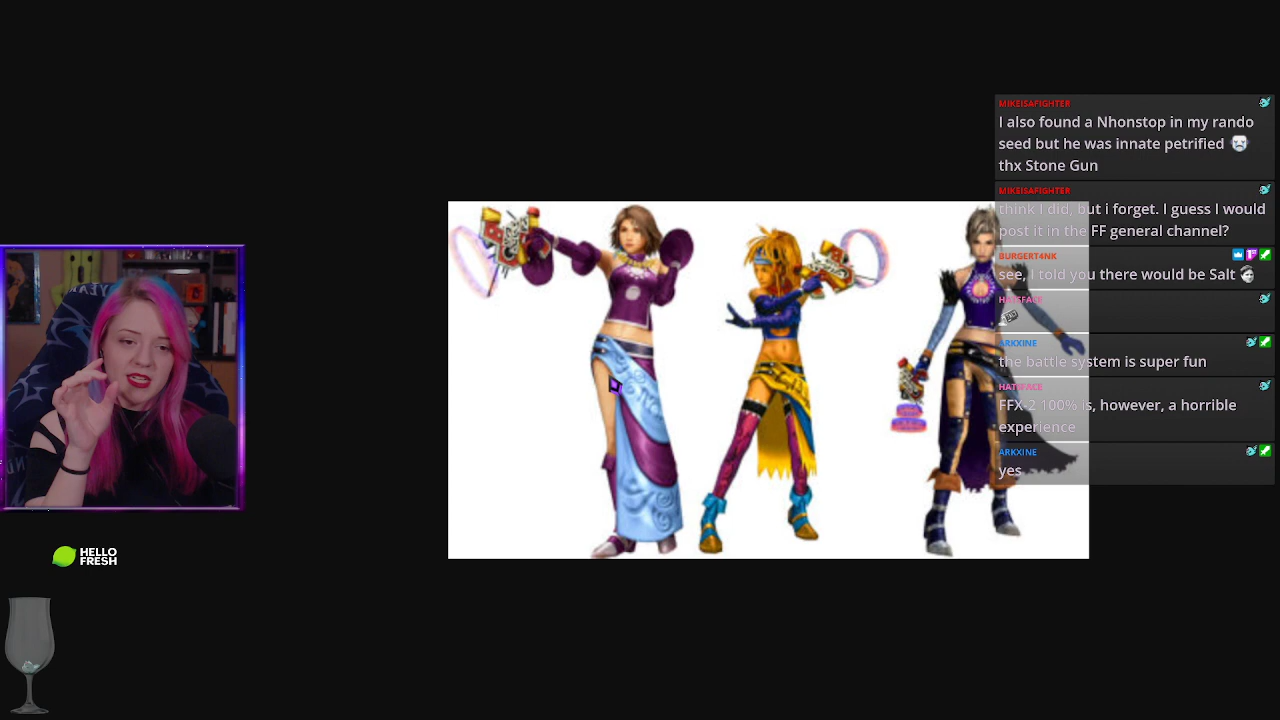 HELLO
FRESH
MIKEISAFIGHTER
I also found a Nhonstop in my rando
seed but he was innate petrified
thx Stone Gun
MIKEISAFIGHTER
think I did, but i forget. I guess I would
post it in the FF general channel?
BURGERT4NK
see, I told you there would be Salt
HATSFACE
ARKXINE
the battle system is super fun
HATSFACE
FFX-2 100% is, however, a horrible
experience
ARKXINE
yes